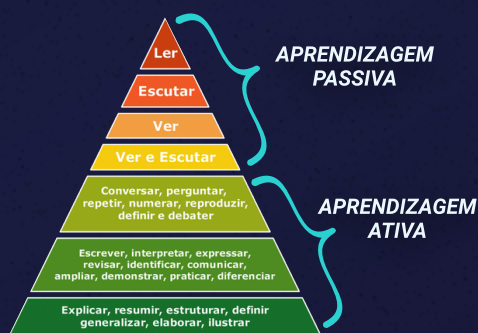 Ler
Escutar
Ver
Ver e Escutar
Conversar, perguntar,
repetir, numerar, reproduzir,
definir e debater
Escrever, interpretar, expressar,
revisar, identificar, comunicar,
ampliar, demonstrar, praticar, diferenciar
Explicar, resumir, estruturar, definir
generalizar, elaborar, ilustrar
APRENDIZAGEM
PASSIVA
APRENDIZAGEM
ATIVA